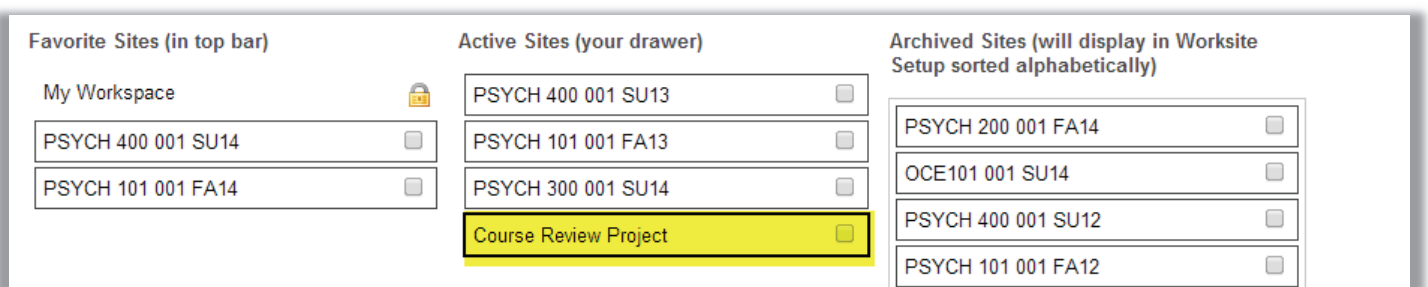 Favorite Sites (in top bar)
My Workspace
PSYCH 400 001 SU14
PSYCH 101 001 FA14
Active Sites (your drawer)
PSYCH 400 001 SU13
PSYCH 101 001 FA13
PSYCH 300 001 SU14
Course Review Project
Archived Sites (will display in Worksite
Setup sorted alphabetically)
PSYCH 200 001 FA14
OCE101 001 SU14
PSYCH 400 001 SU12
PSYCH 101 001 FA12